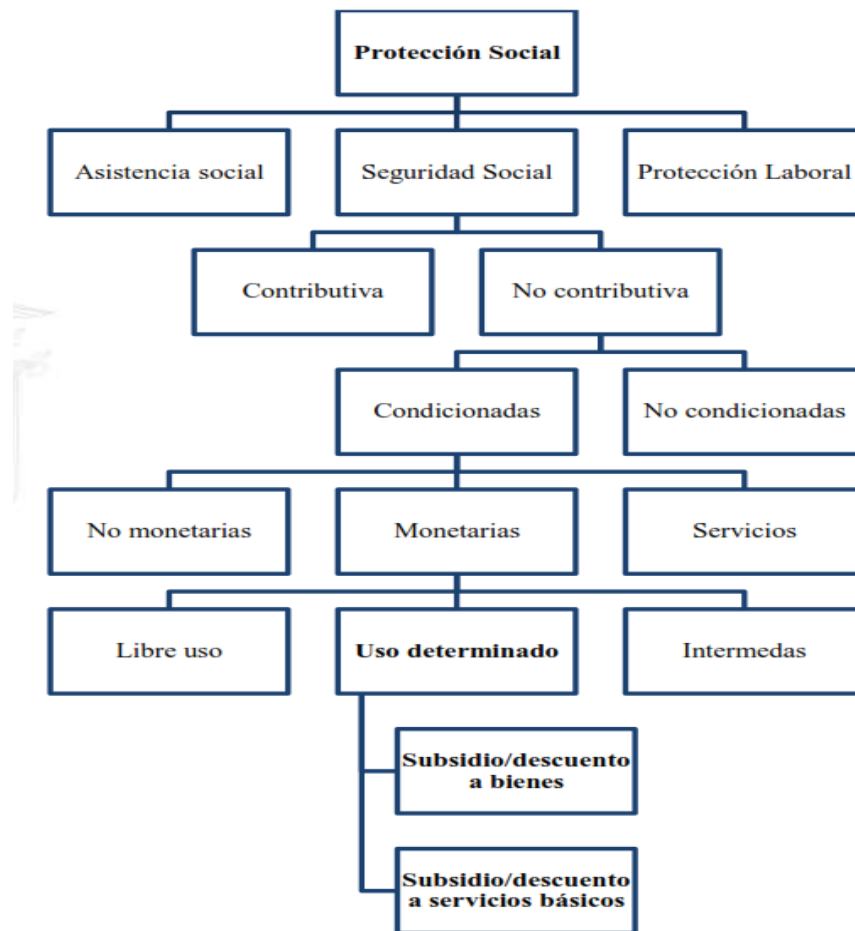 Protección Social
Asistencia social
Seguridad Social
Protección Laboral
Contributiva
No contributiva
Condicionadas
No condicionadas
No monetarias
Monetarias
Servicios
Libre uso
Uso determinado
Intermedas
Subsidio/descuento
a bienes
Subsidio/descuento
a servicios básicos